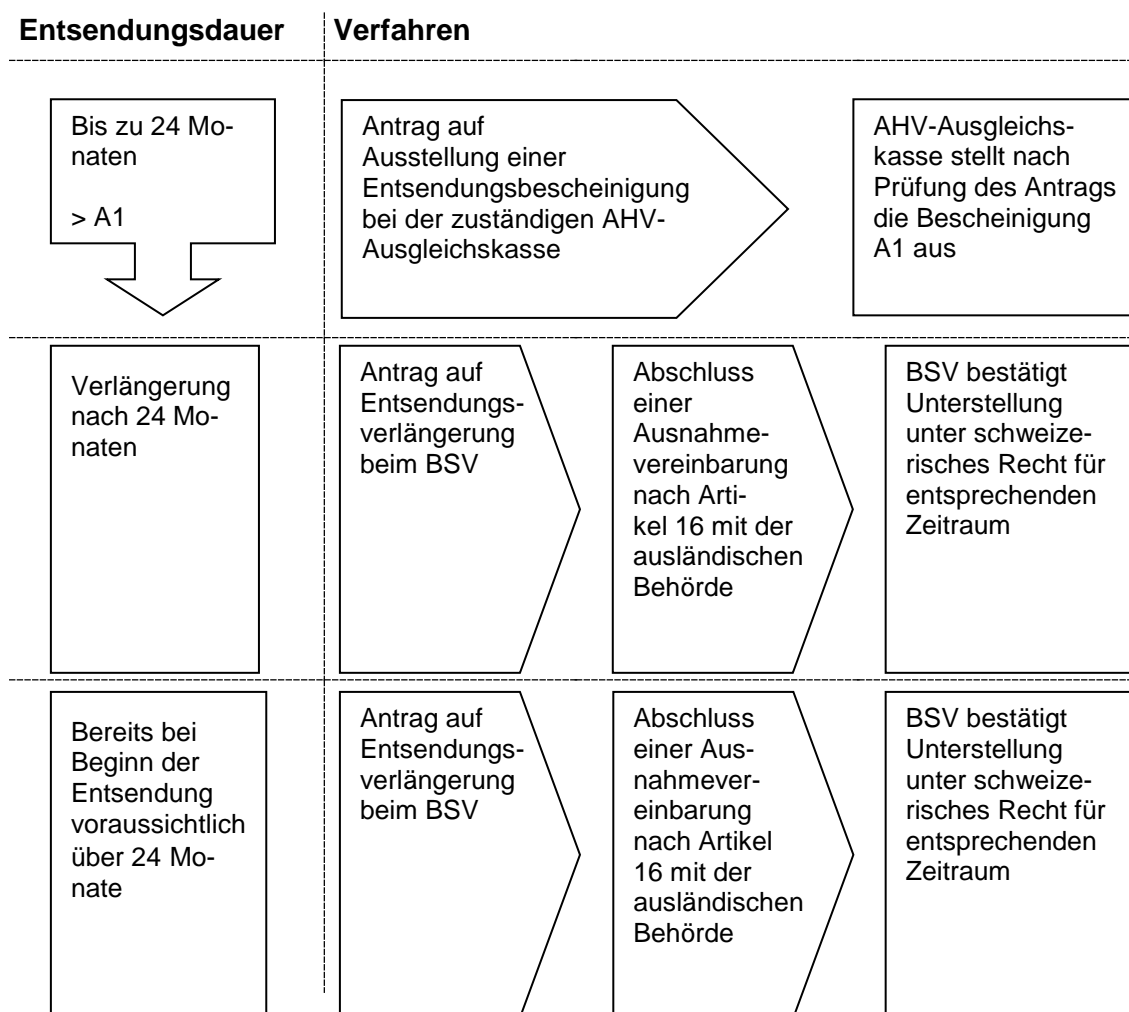 Entsendungsdauer
Verfahren
Bis zu 24 Mo-
naten
> A1
Antrag auf
Ausstellung einer
Entsendungsbescheinigung
bei der zuständigen AHV-
Ausgleichskasse
AHV-Ausgleichs-
kasse stellt nach
Prüfung des Antrags
die Bescheinigung
A1 aus
Verlängerung
nach 24 Mo-
naten
Antrag auf
Entsendungs-
verlängerung
beim BSV
Abschluss
einer
Ausnahme-
vereinbarung
nach Arti-
kel 16 mit der
ausländischen
Behörde
BSV bestätigt
Unterstellung
unter schweize-
risches Recht für
entsprechenden
Zeitraum
Bereits bei
Beginn der
Entsendung
voraussichtlich
über 24 Mo-
nate
Antrag auf
Entsendungs-
verlängerung
beim BSV
Abschluss
einer Aus-
nahmever-
einbarung
nach Artikel
16 mit der
ausländischen
Behörde
BSV bestätigt
Unterstellung
unter schweize-
risches Recht für
entsprechenden
Zeitraum